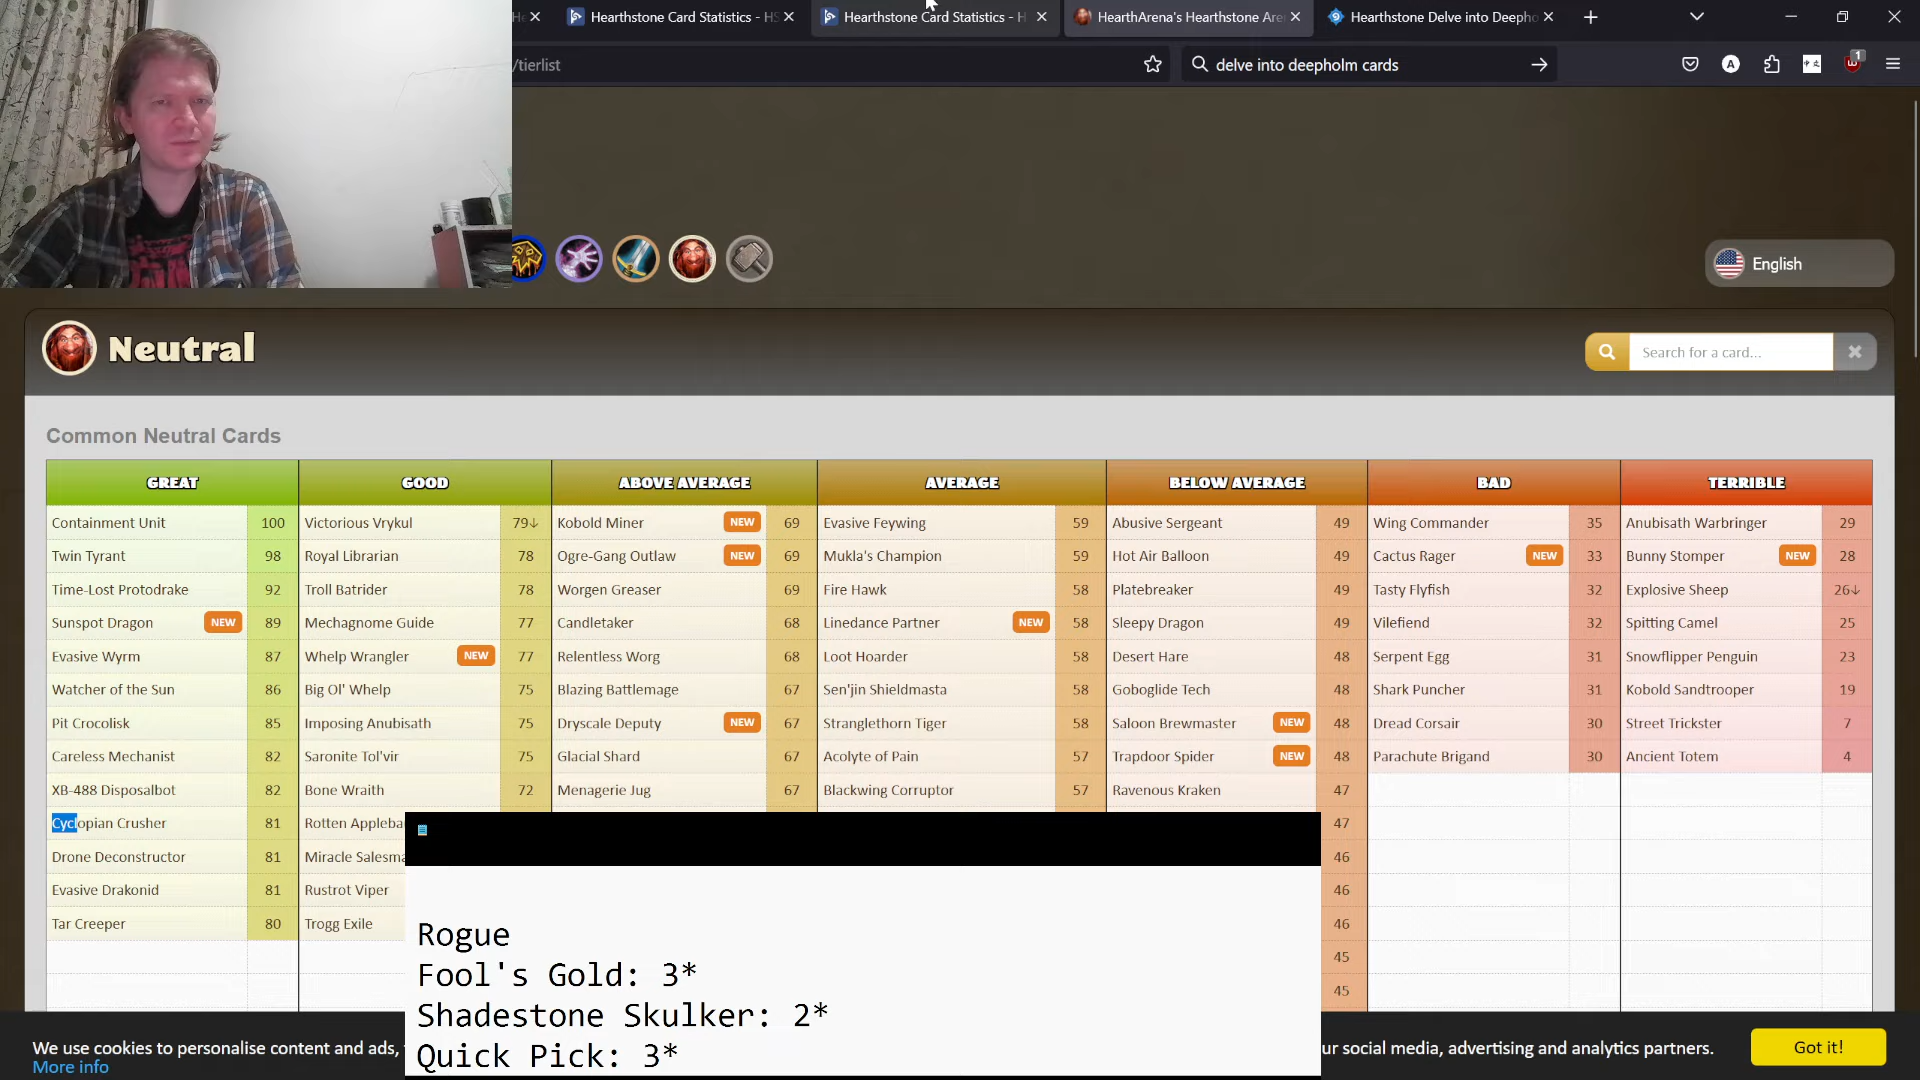 Hearthstone Card Statistics - HS
Hearthstone Card Statistics - H
HearthArena's Hearthstone Are
Hearthstone Delve into Deepho
/tierlist
delve into deepholm cards
A
1
English
Neutral
Search for a card...
Common Neutral Cards
GREAT GOOD ABOVE AVERAGE AVERAGE BELOW AVERAGE BAD TERRIBLE
Containment Unit 100 Victorious Vrykul 79↓ Kobold Miner NEW 69 Evasive Feywing 59 Abusive Sergeant 49 Wing Commander 35 Anubisath Warbringer 29
Twin Tyrant 98 Royal Librarian 78 Ogre-Gang Outlaw NEW 69 Mukla's Champion 59 Hot Air Balloon 49 Cactus Rager NEW 33 Bunny Stomper NEW 28
Time-Lost Protodrake 92 Troll Batrider 78 Worgen Greaser 69 Fire Hawk 58 Platebreaker 49 Tasty Flyfish 32 Explosive Sheep 26↓
Sunspot Dragon NEW 89 Mechagnome Guide 77 Candletaker 68 Linedance Partner NEW 58 Sleepy Dragon 49 Vilefiend 32 Spitting Camel 25
Evasive Wyrm 87 Whelp Wrangler NEW 77 Relentless Worg 68 Loot Hoarder 58 Desert Hare 48 Serpent Egg 31 Snowflipper Penguin 23
Watcher of the Sun 86 Big Ol' Whelp 75 Blazing Battlemage 67 Sen'jin Shieldmasta 58 Goboglide Tech 48 Shark Puncher 31 Kobold Sandtrooper 19
Pit Crocolisk 85 Imposing Anubisath 75 Dryscale Deputy NEW 67 Stranglethorn Tiger 58 Saloon Brewmaster NEW 48 Dread Corsair 30 Street Trickster 7
Careless Mechanist 82 Saronite Tol'vir 75 Glacial Shard 67 Acolyte of Pain 57 Trapdoor Spider NEW 48 Parachute Brigand 30 Ancient Totem 4
XB-488 Disposalbot 82 Bone Wraith 72 Menagerie Jug 67 Blackwing Corruptor 57 Ravenous Kraken 47
Cyclopian Crusher 81 Rotten Appleba 47
Drone Deconstructor 81 Miracle Salesma 46
Evasive Drakonid 81 Rustrot Viper 46
Tar Creeper 80 Trogg Exile 46
45
45
Rogue
Fool's Gold: 3*
Shadestone Skulker: 2*
Quick Pick: 3*
We use cookies to personalise content and ads, ur social media, advertising and analytics partners.
More info
Got it!